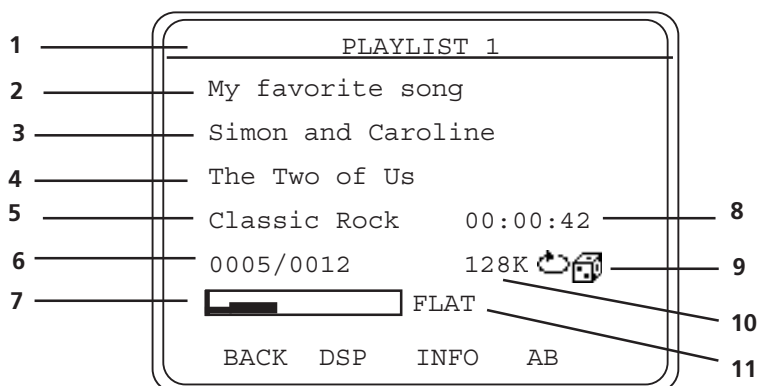 1 PLAYLIST 1
2 My favorite song
3 Simon and Caroline
4 The Two of Us
5 Classic Rock 00:00:42 8
6 0005/0012 128K 9
7 FLAT 10
BACK DSP INFO AB 11